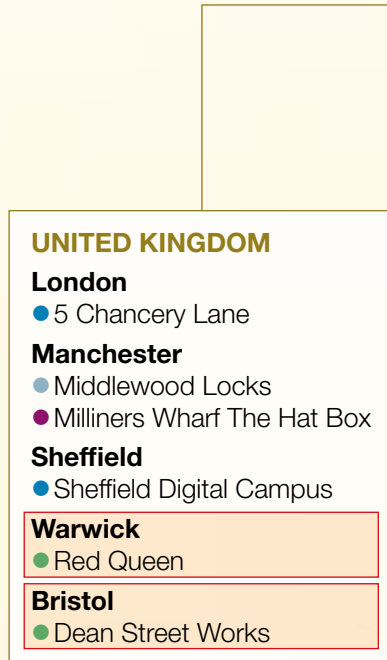 UNITED KINGDOM
London
5 Chancery Lane
Manchester
Middlewood Locks
Milliners Wharf The Hat Box
Sheffield
Sheffield Digital Campus
Warwick
Red Queen
Bristol
Dean Street Works